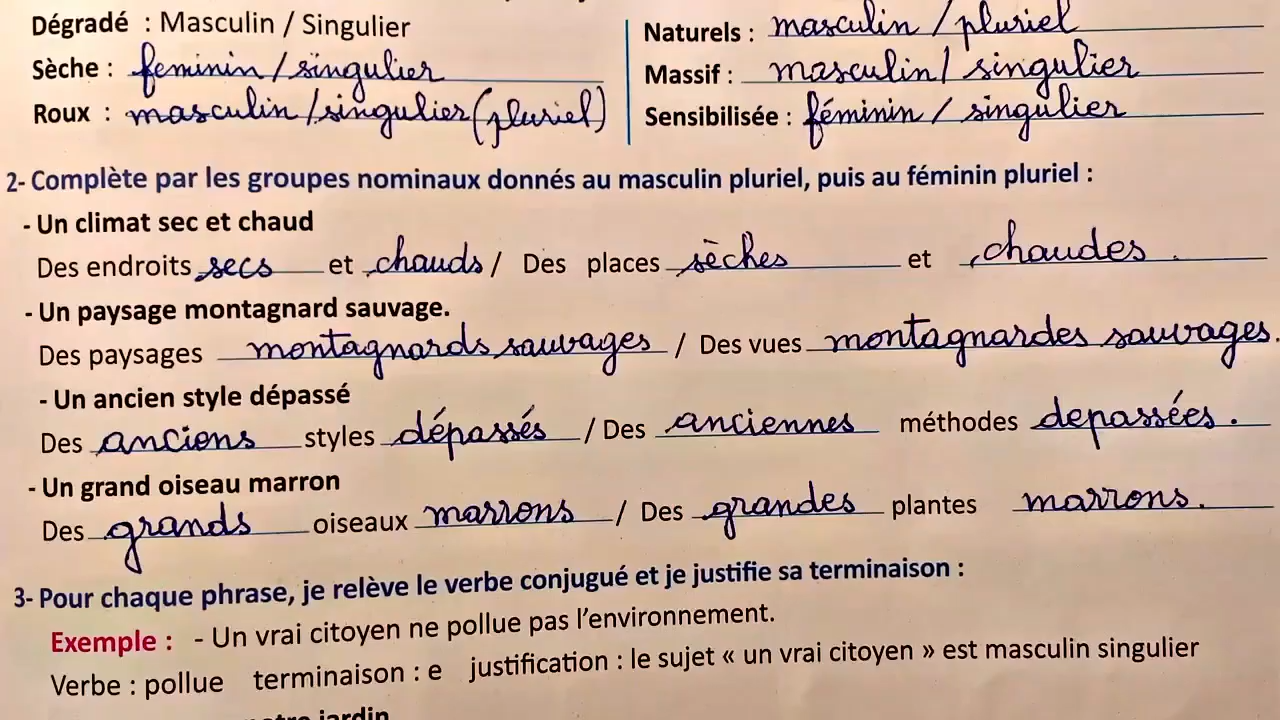 Dégradé : Masculin / Singulier
Naturels : masculin / pluriel
Sèche : feminin / singulier
Massif : masculin / singulier
Roux : masculin / singulier (pluriel)
Sensibilisée : féminin / singulier
2- Complète par les groupes nominaux donnés au masculin pluriel, puis au féminin pluriel :
- Un climat sec et chaud
Des endroits secs et chauds / Des places sèches et chaudes.
- Un paysage montagnard sauvage.
Des paysages montagnards sauvages / Des vues montagnardes sauvages.
- Un ancien style dépassé
Des anciens styles dépassés / Des anciennes méthodes depassées.
- Un grand oiseau marron
Des grands oiseaux marrons / Des grandes plantes marrons.
3- Pour chaque phrase, je relève le verbe conjugué et je justifie sa terminaison :
Exemple : - Un vrai citoyen ne pollue pas l'environnement.
Verbe : pollue terminaison : e justification : le sujet « un vrai citoyen » est masculin singulier
jardin